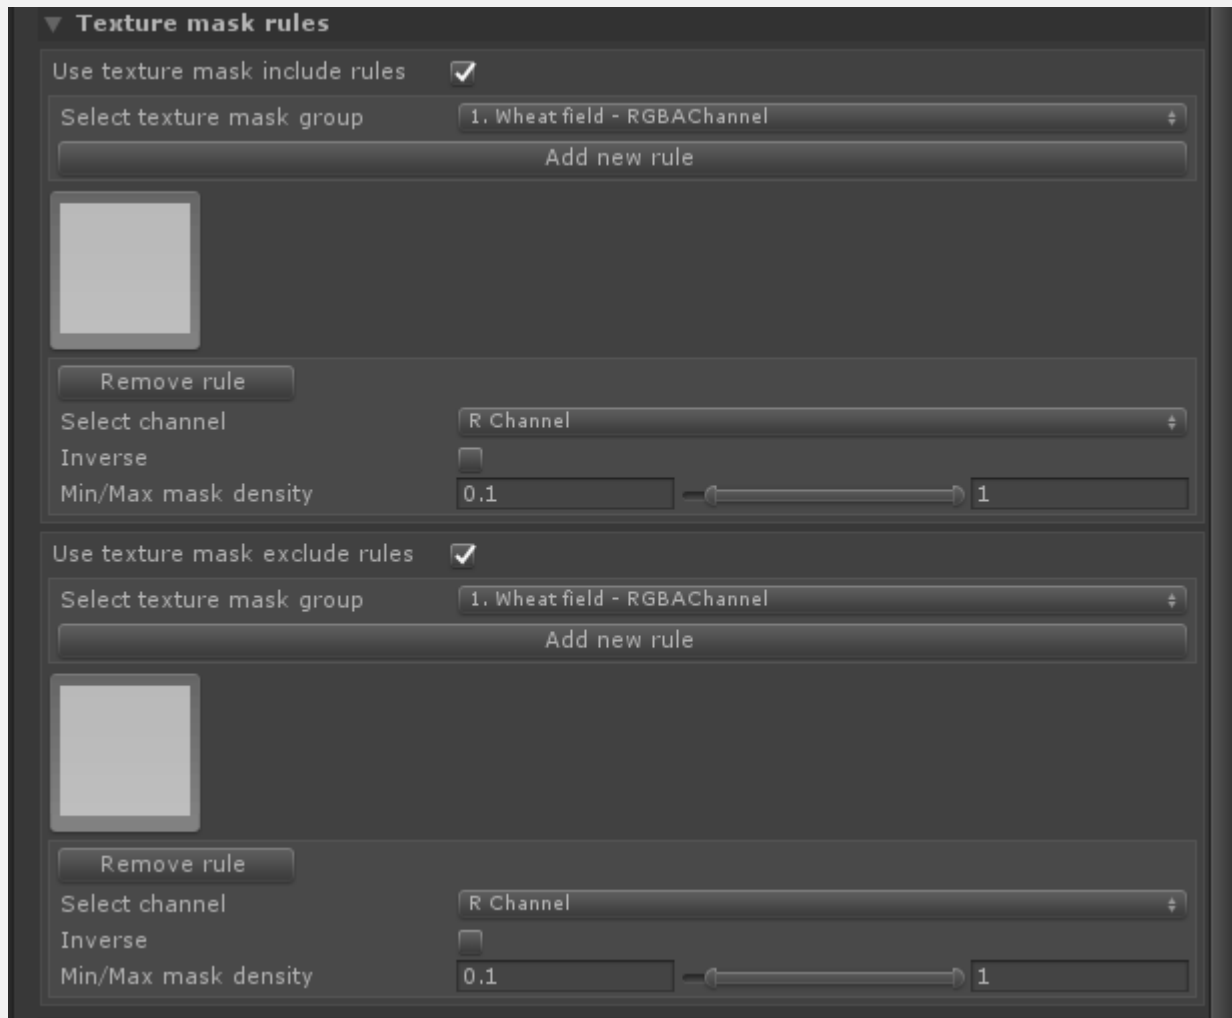 Texture mask rules
Use texture mask include rules
Select texture mask group 1. Wheat field - RGBAChannel
Add new rule
Remove rule
Select channel R Channel
Inverse
Min/Max mask density 0.1 1
Use texture mask exclude rules
Select texture mask group 1. Wheat field - RGBAChannel
Add new rule
Remove rule
Select channel R Channel
Inverse
Min/Max mask density 0.1 1